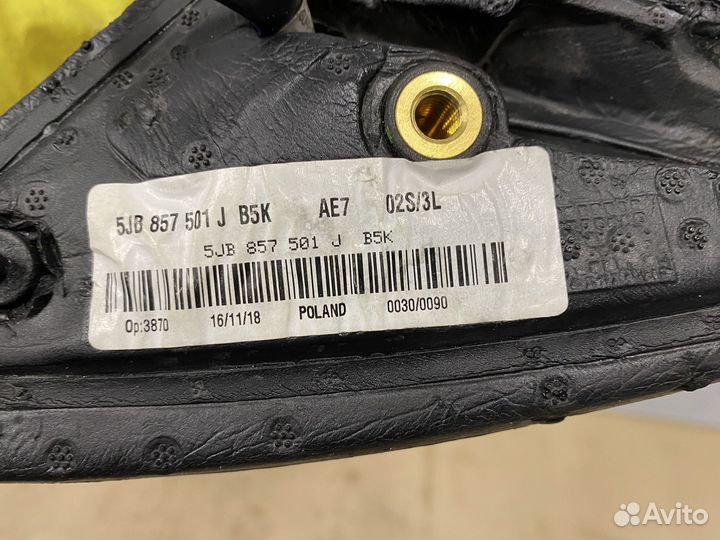 5JB 857 501 J B5K AE7 02S/3L
5JB 857 501 J B5K
Op:3870 16/11/18 POLAND 0030/0090
Avito